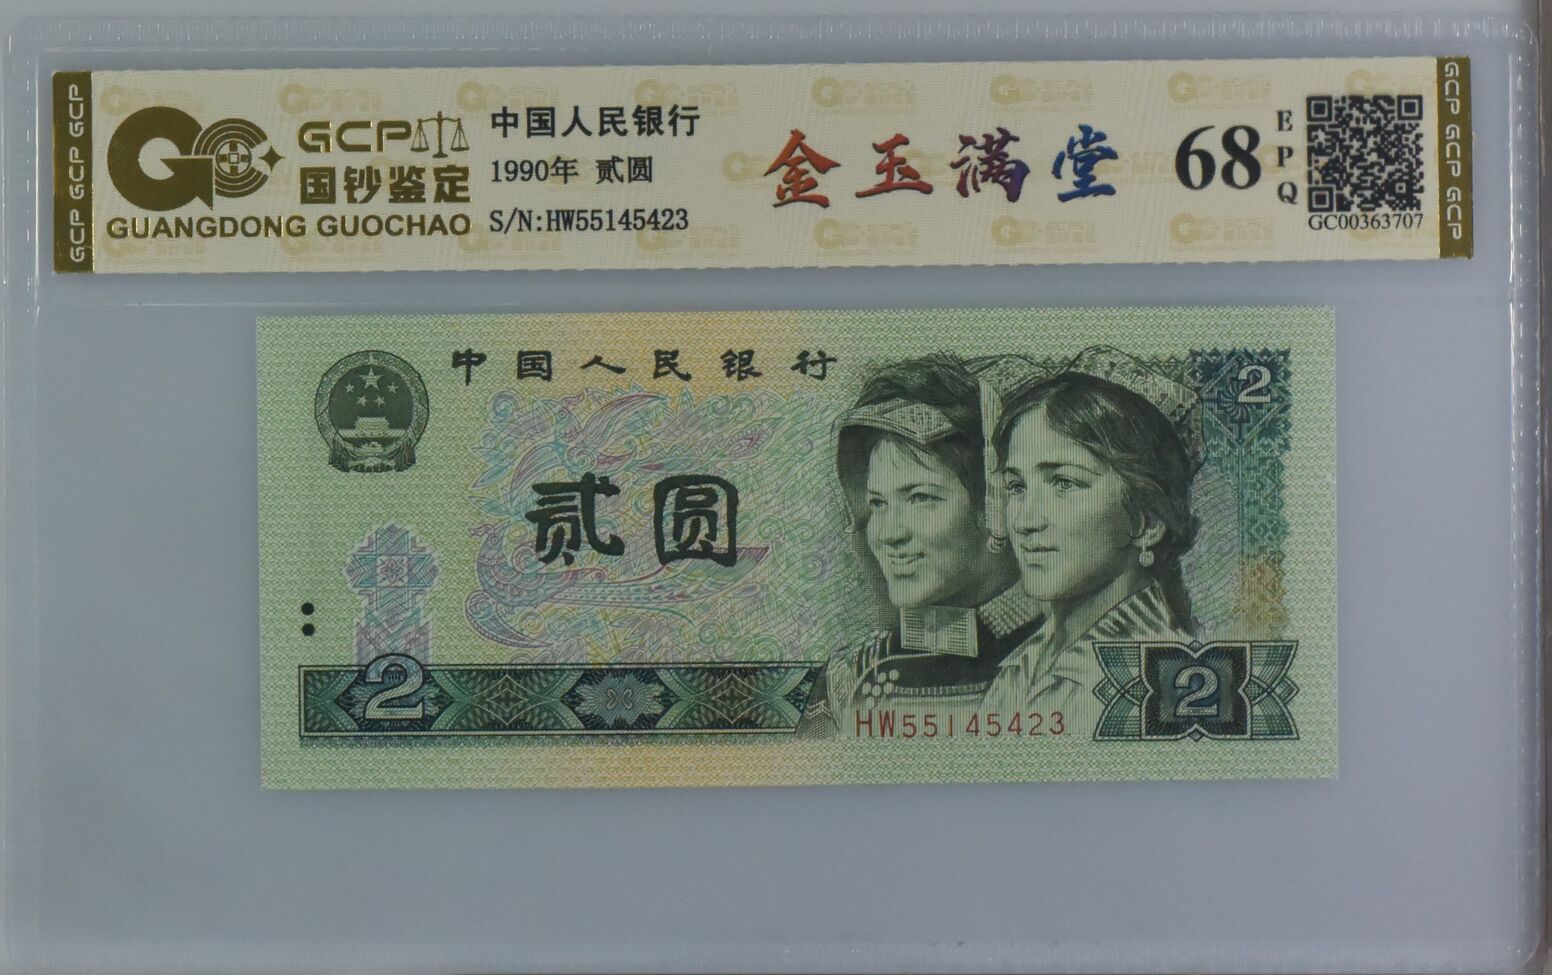 GCP GCP GCP
GCP
国钞鉴定
GUANGDONG GUOCHAO
中国人民银行
1990年 贰圆
S/N:HW55145423
金玉满堂
68
EPQ
GC00363707
GCP GCP GCP
中国人民银行
2
贰圆
2
HW55145423
2